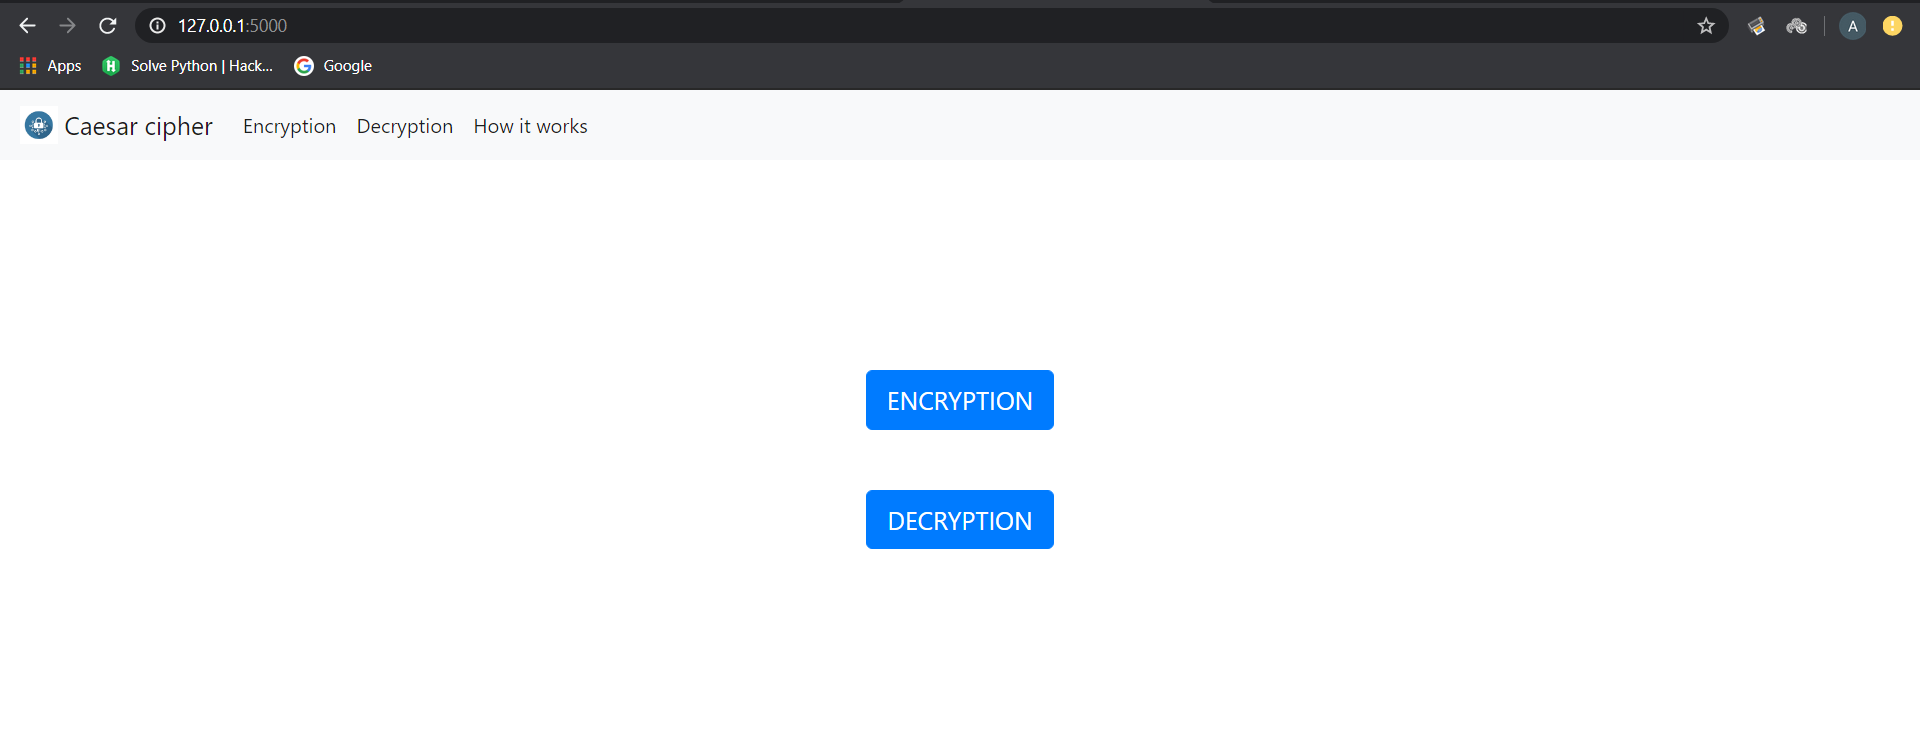 127.0.0.1:5000
A
Apps Solve Python | Hack... Google
Caesar cipher Encryption Decryption How it works
ENCRYPTION
DECRYPTION